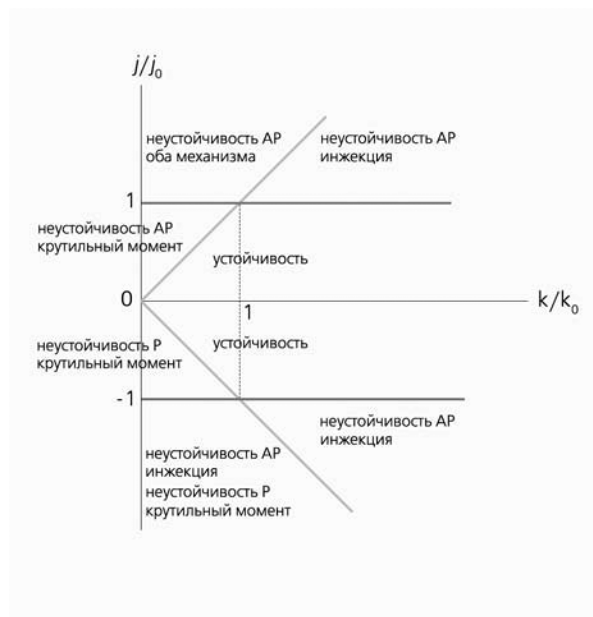 j/j₀
неустойчивость АР
оба механизма
неустойчивость АР
инжекция
1
неустойчивость АР
крутильный момент
устойчивость
0
1
k/k₀
неустойчивость Р
крутильный момент
устойчивость
-1
неустойчивость АР
инжекция
неустойчивость АР
инжекция
неустойчивость Р
крутильный момент